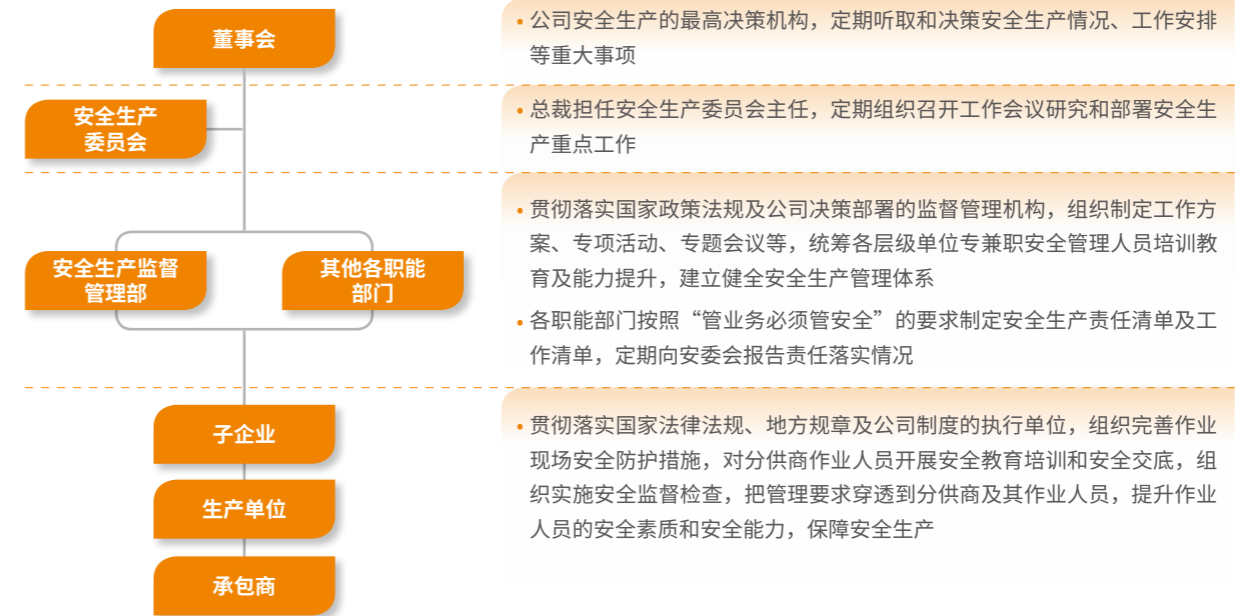 董事会
• 公司安全生产的最高决策机构，定期听取和决策安全生产情况、工作安排
等重大事项
安全生产
委员会
• 总裁担任安全生产委员会主任，定期组织召开工作会议研究和部署安全生
产重点工作
安全生产监督
管理部
其他各职能
部门
• 贯彻落实国家政策法规及公司决策部署的监督管理机构，组织制定工作方
案、专项活动、专题会议等，统筹各层级单位专兼职安全管理人员培训教
育及能力提升，建立健全安全生产管理体系
• 各职能部门按照“管业务必须管安全”的要求制定安全生产责任清单及工
作清单，定期向安委会报告责任落实情况
子企业
生产单位
承包商
• 贯彻落实国家法律法规、地方规章及公司制度的执行单位，组织完善作业
现场安全防护措施，对分供商作业人员开展安全教育培训和安全交底，组
织实施安全监督检查，把管理要求穿透到分供商及其作业人员，提升作业
人员的安全素质和安全能力，保障安全生产